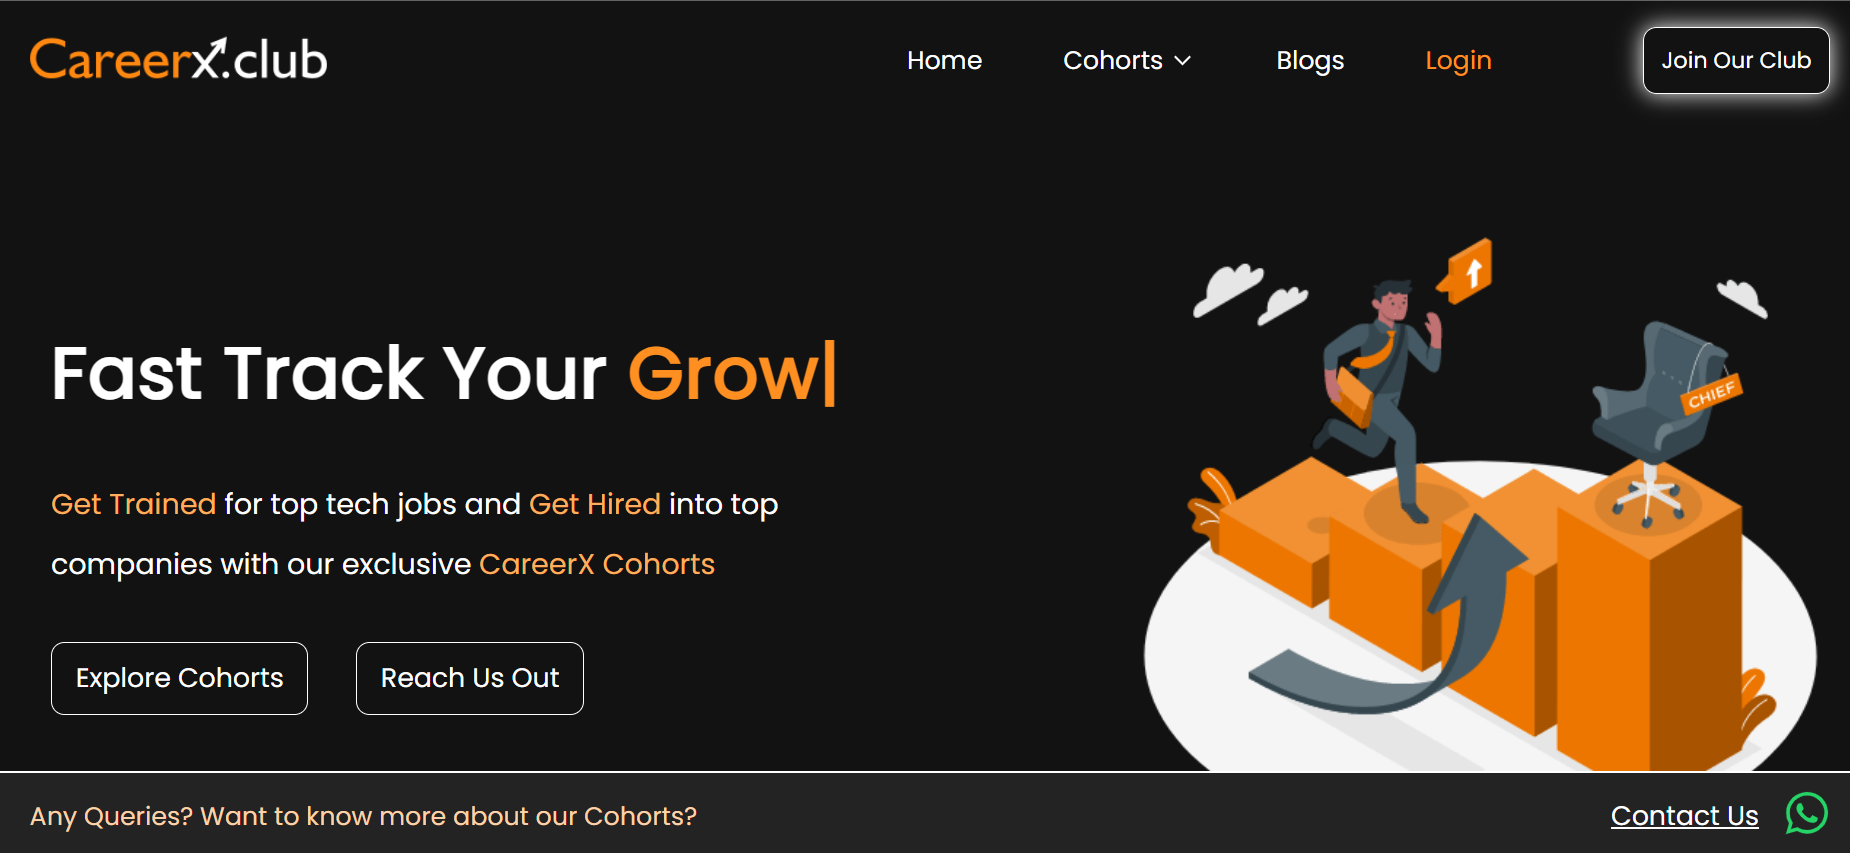 Careerx.club
Home
Cohorts
Blogs
Login
Join Our Club
Fast Track Your Grow|
Get Trained for top tech jobs and Get Hired into top
companies with our exclusive CareerX Cohorts
Explore Cohorts
Reach Us Out
CHIEF
Any Queries? Want to know more about our Cohorts?
Contact Us